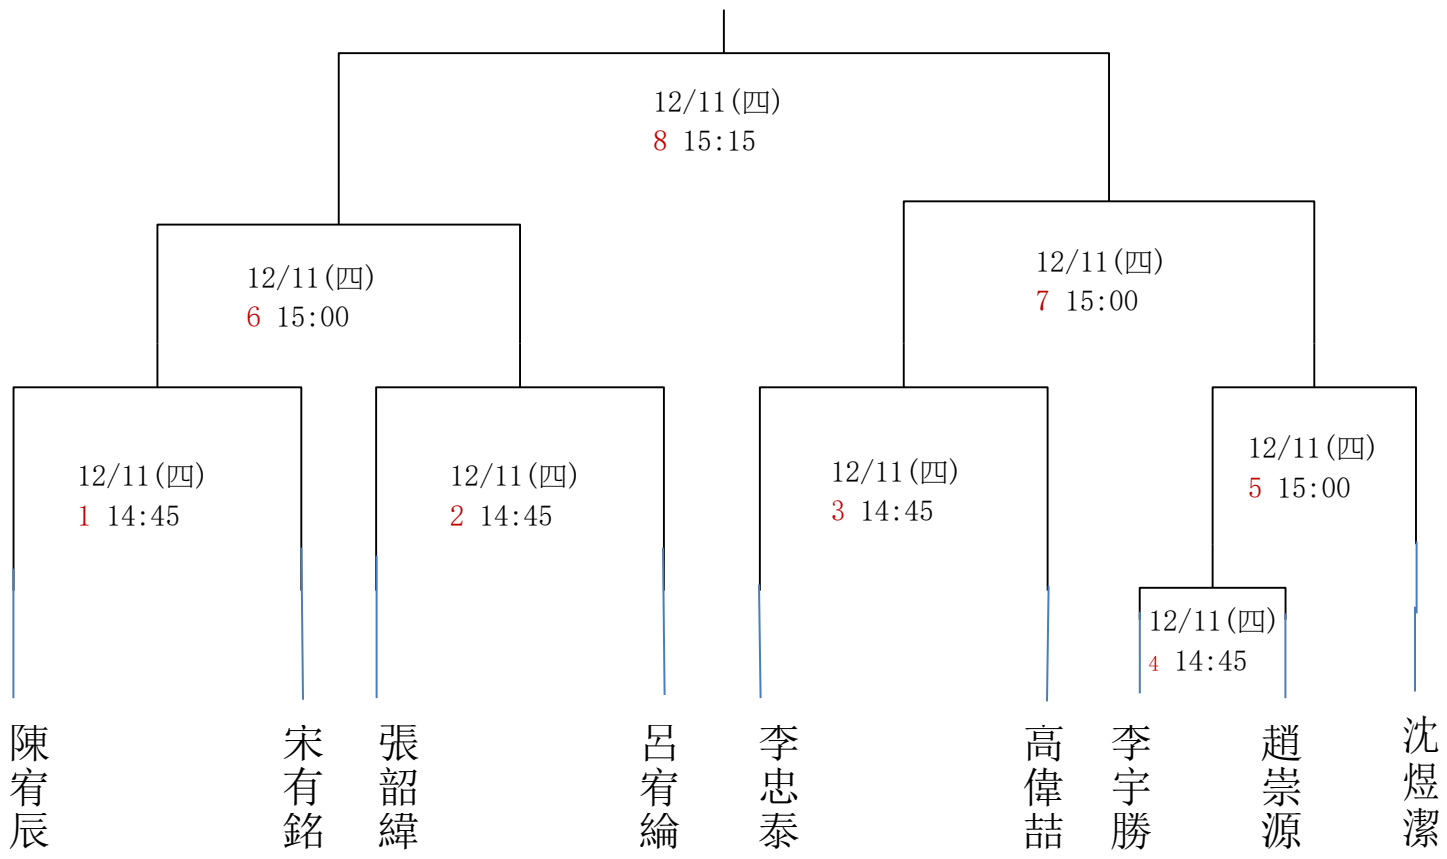 12/11(四)
8 15:15
12/11(四)
6 15:00
12/11(四)
7 15:00
12/11(四)
1 14:45
12/11(四)
2 14:45
12/11(四)
3 14:45
12/11(四)
5 15:00
12/11(四)
4 14:45
陳宥辰
宋有銘
張韶緯
呂宥綸
李忠泰
高偉喆
李宇勝
趙崇源
沈煜潔